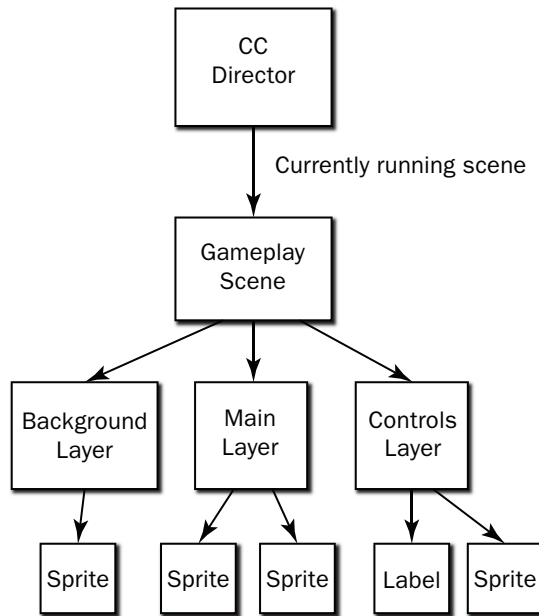 CC
Director
Currently running scene
Gameplay
Scene
Background
Layer
Main
Layer
Controls
Layer
Sprite
Sprite
Sprite
Label
Sprite